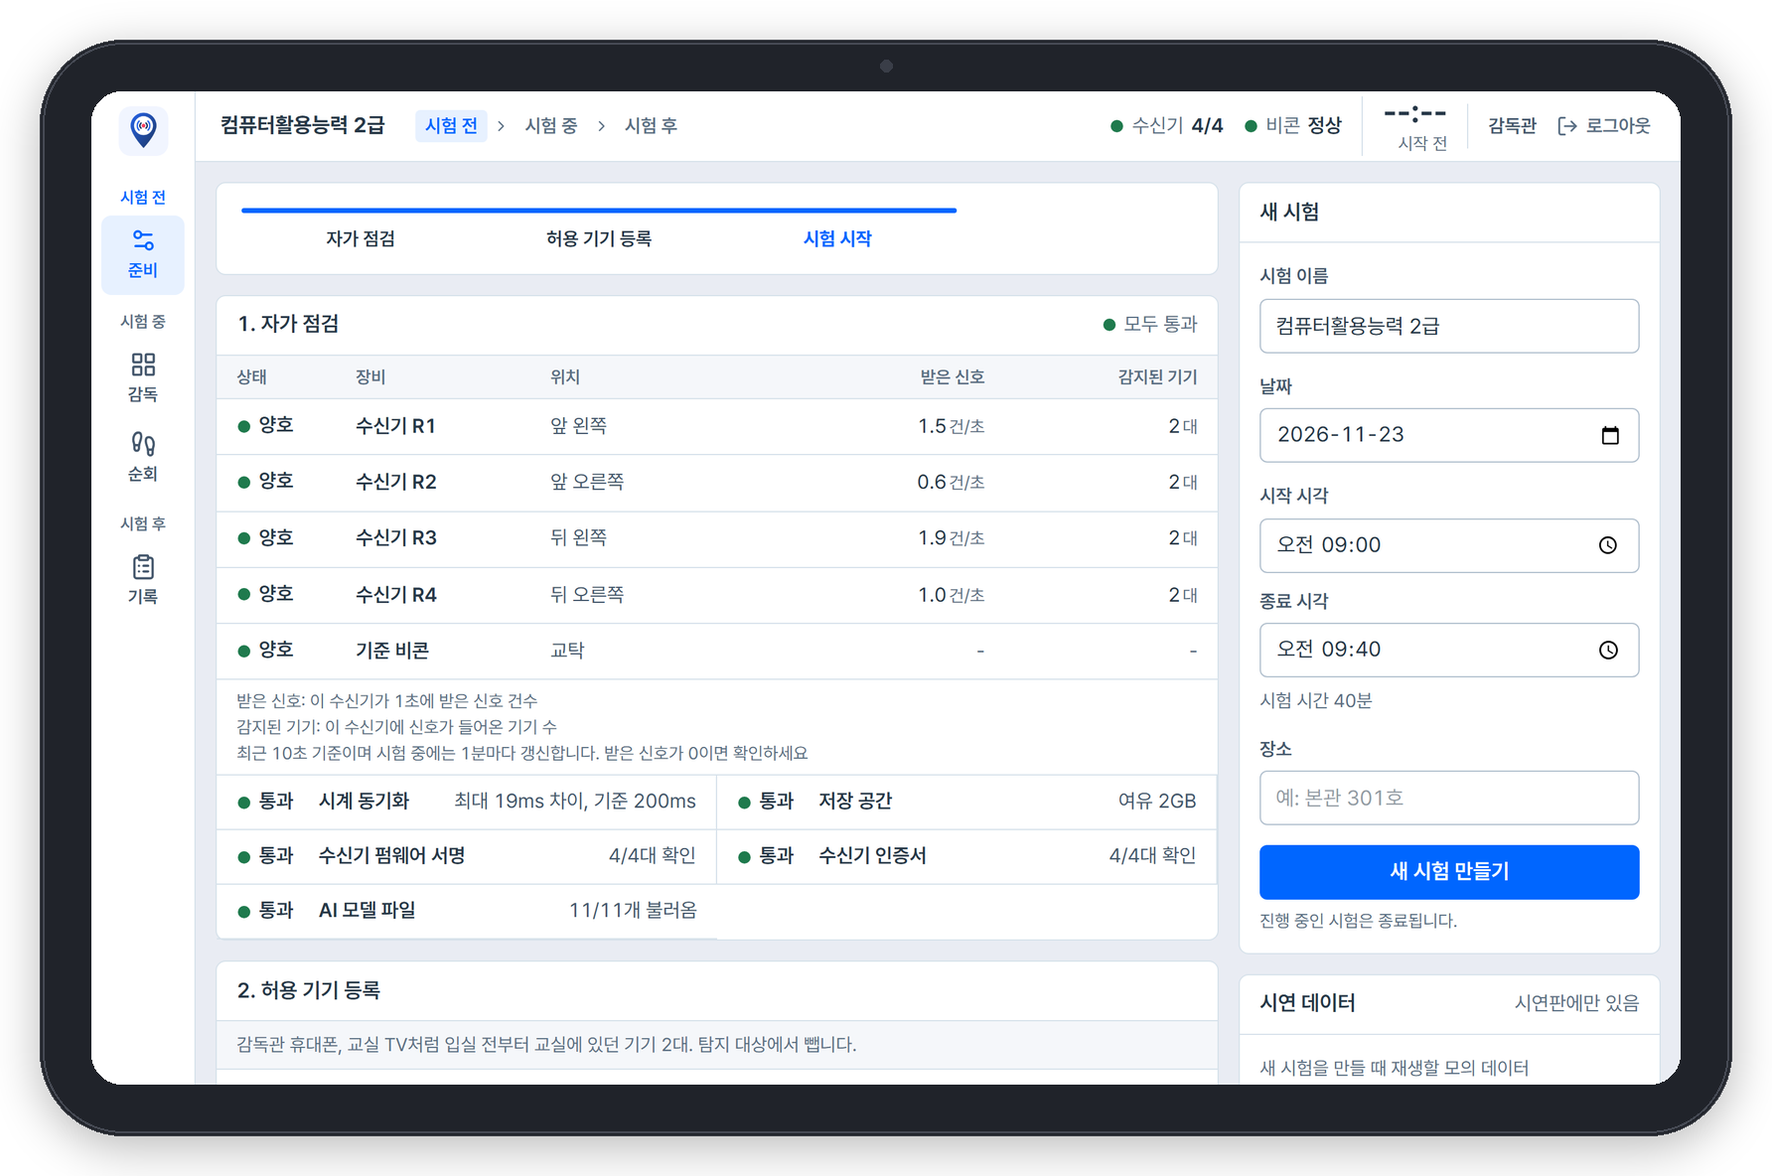 컴퓨터활용능력 2급
시험 전 > 시험 중 > 시험 후
수신기 4/4
비콘 정상
--:--
시작 전
감독관
로그아웃
시험 전
준비
시험 중
감독
순회
시험 후
기록
자가 점검
허용 기기 등록
시험 시작
1. 자가 점검
모두 통과
상태 장비 위치 받은 신호 감지된 기기
양호 수신기 R1 앞 왼쪽 1.5 건/초 2 대
양호 수신기 R2 앞 오른쪽 0.6 건/초 2 대
양호 수신기 R3 뒤 왼쪽 1.9 건/초 2 대
양호 수신기 R4 뒤 오른쪽 1.0 건/초 2 대
양호 기준 비콘 교탁 - -
받은 신호: 이 수신기가 1초에 받은 신호 건수
감지된 기기: 이 수신기에 신호가 들어온 기기 수
최근 10초 기준이며 시험 중에는 1분마다 갱신합니다. 받은 신호가 0이면 확인하세요
통과 시계 동기화 최대 19ms 차이, 기준 200ms
통과 저장 공간 여유 2GB
통과 수신기 펌웨어 서명 4/4대 확인
통과 수신기 인증서 4/4대 확인
통과 AI 모델 파일 11/11개 불러옴
2. 허용 기기 등록
감독관 휴대폰, 교실 TV처럼 입실 전부터 교실에 있던 기기 2대. 탐지 대상에서 뺍니다.
새 시험
시험 이름
컴퓨터활용능력 2급
날짜
2026-11-23
시작 시각
오전 09:00
종료 시각
오전 09:40
시험 시간 40분
장소
예: 본관 301호
새 시험 만들기
진행 중인 시험은 종료됩니다.
시연 데이터 시연판에만 있음
새 시험을 만들 때 재생할 모의 데이터